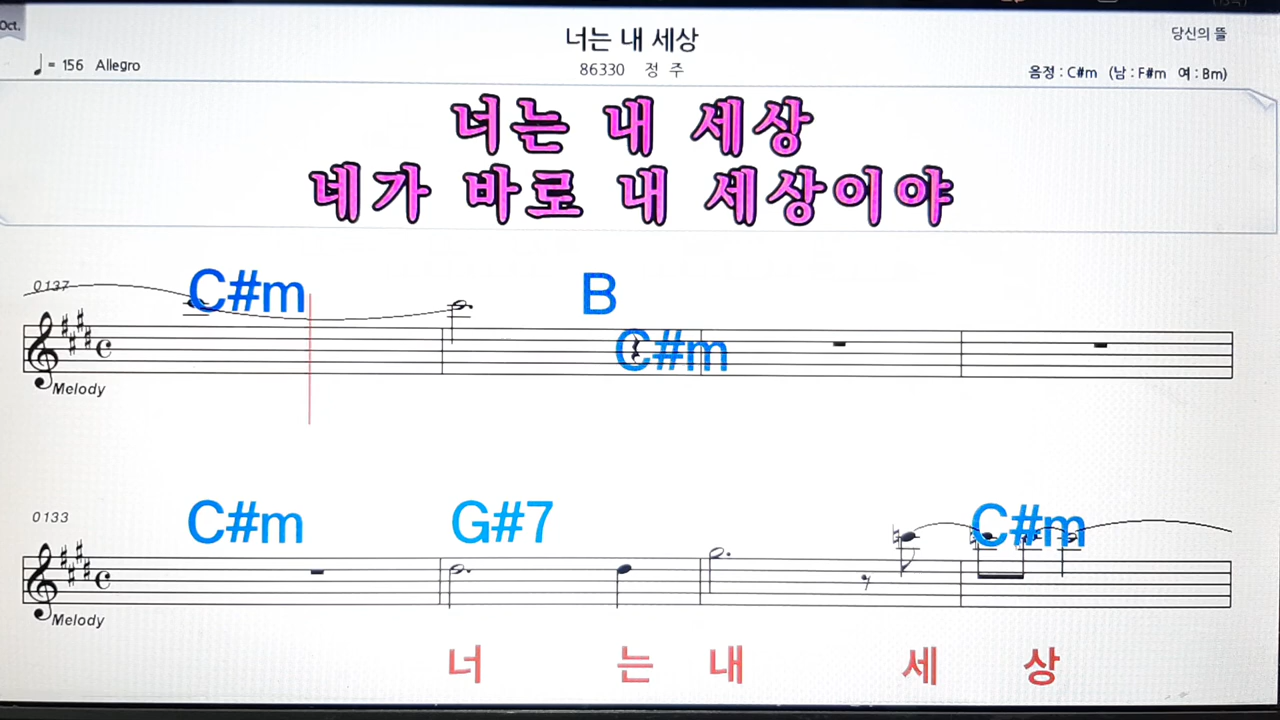 Oct.
너는 내 세상
당신의 뜰
♩= 156 Allegro
86330 정 주
음정 : C#m (남 : F#m 여 : Bm)
너는 내 세상
네가 바로 내 세상이야
0137
C#m B
C#m
Melody
0133
C#m G#7 C#m
Melody
너 는 내 세 상